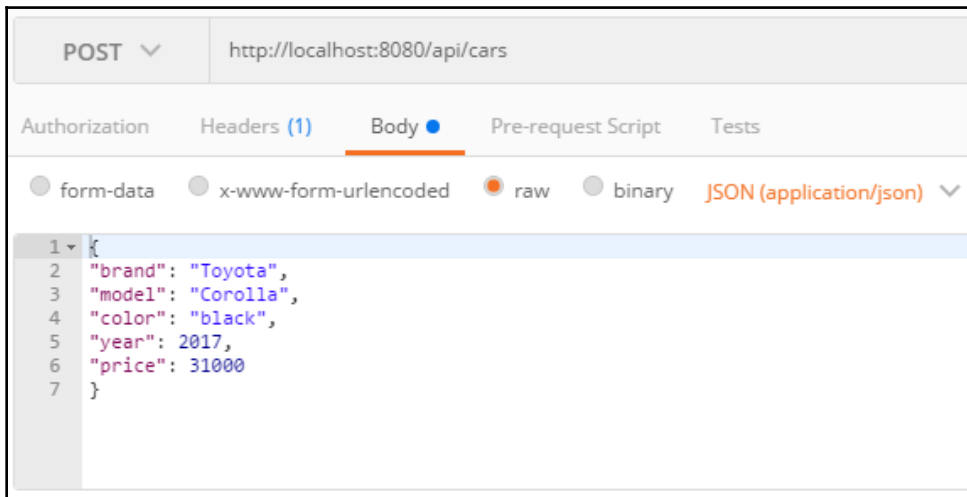 POST http://localhost:8080/api/cars
Authorization Headers (1) Body Pre-request Script Tests
form-data x-www-form-urlencoded raw binary JSON (application/json)
1 {
2 "brand": "Toyota",
3 "model": "Corolla",
4 "color": "black",
5 "year": 2017,
6 "price": 31000
7 }